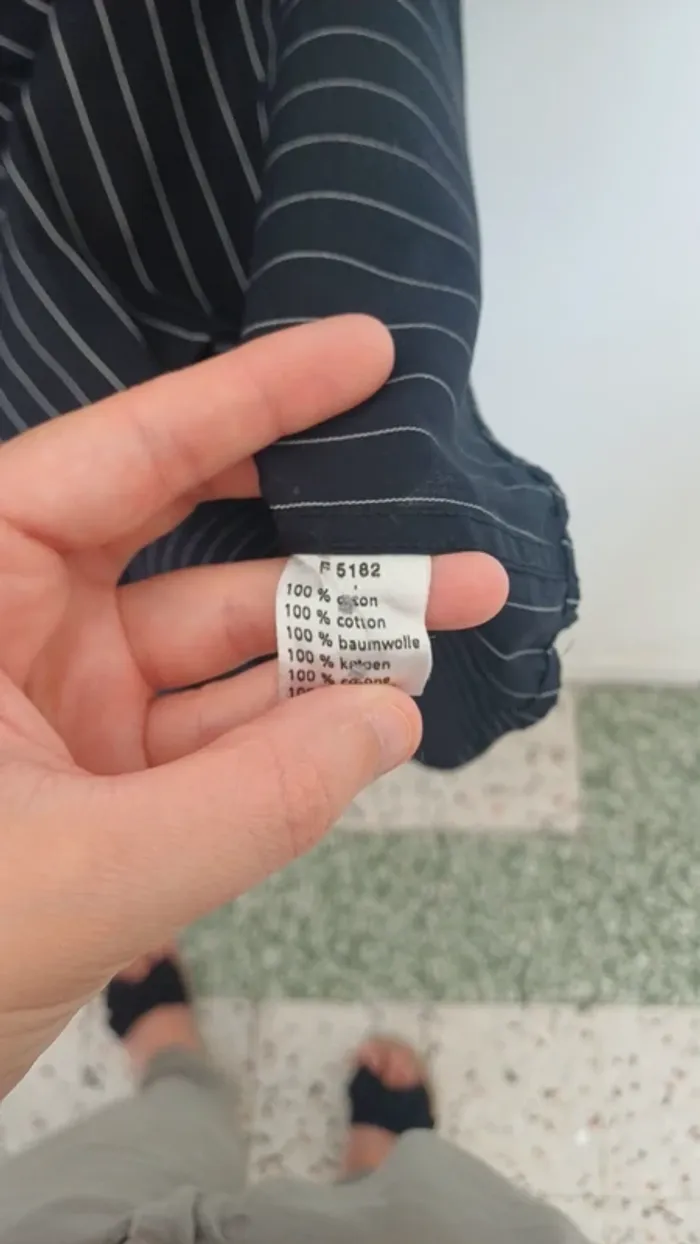 F 5182
100 %
100 % cotton
100 % baumwolle
100 % katoen
100 %